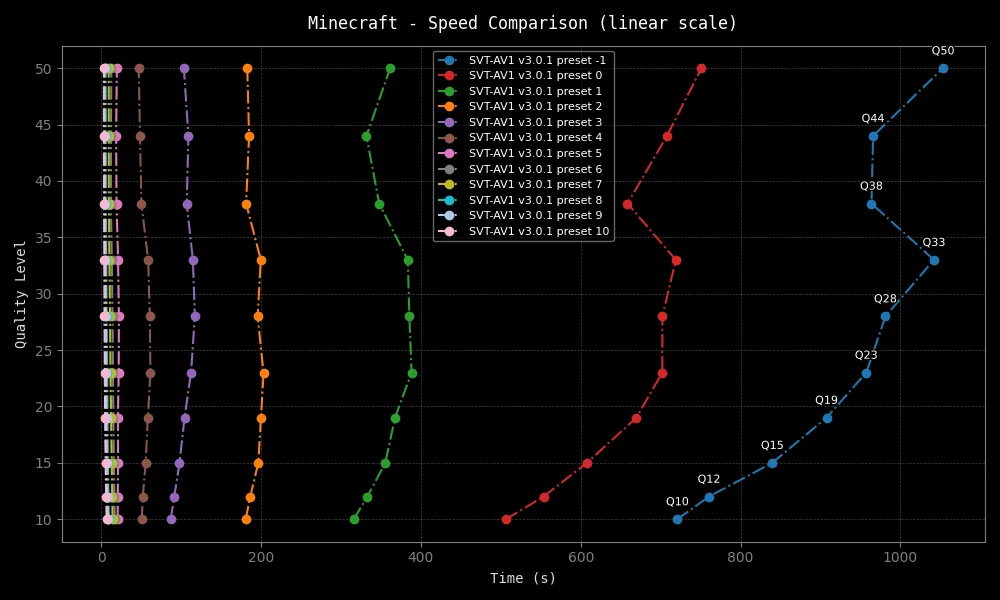 Minecraft - Speed Comparison (linear scale)
SVT-AV1 v3.0.1 preset -1
SVT-AV1 v3.0.1 preset 0
SVT-AV1 v3.0.1 preset 1
SVT-AV1 v3.0.1 preset 2
SVT-AV1 v3.0.1 preset 3
SVT-AV1 v3.0.1 preset 4
SVT-AV1 v3.0.1 preset 5
SVT-AV1 v3.0.1 preset 6
SVT-AV1 v3.0.1 preset 7
SVT-AV1 v3.0.1 preset 8
SVT-AV1 v3.0.1 preset 9
SVT-AV1 v3.0.1 preset 10
Q50
Q44
Q38
Q33
Q28
Q23
Q19
Q15
Q12
Q10
Quality Level
50
45
40
35
30
25
20
15
10
0 200 400 600 800 1000
Time (s)